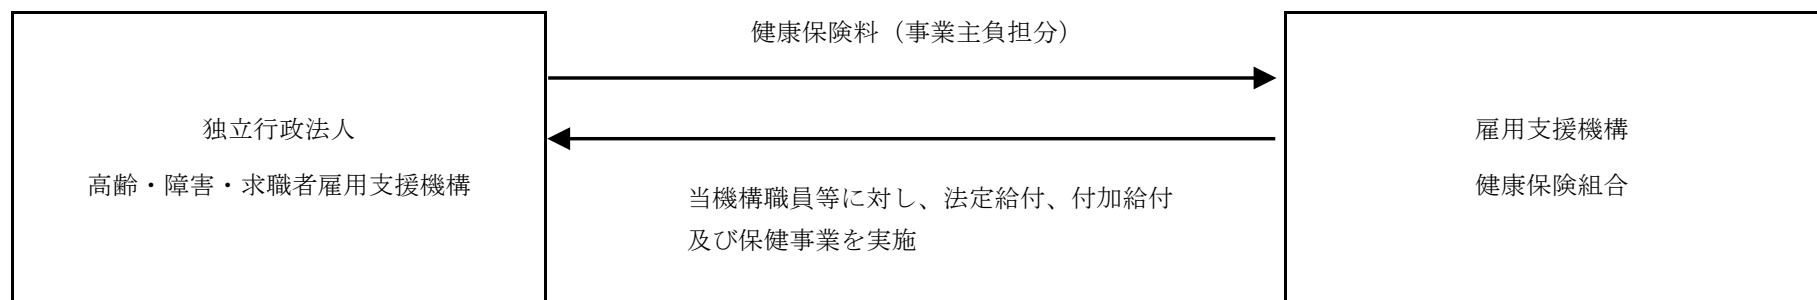 健康保険料（事業主負担分）
独立行政法人
高齢・障害・求職者雇用支援機構
当機構職員等に対し、法定給付、付加給付
及び保健事業を実施
雇用支援機構
健康保険組合